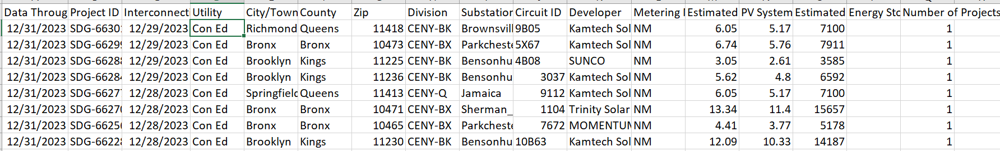 Data Throug Project ID Interconnecti Utility City/Town County Zip Division Substation Circuit ID Developer Metering Estimated PV System Estimated Energy Sto Number of Projects
12/31/2023 SDG-6630 12/29/2023 Con Ed Richmond Queens 11418 CENY-BK Brownsvill 9B05 Kamtech Sol NM 6.05 5.17 7100 1
12/31/2023 SDG-6629 12/29/2023 Con Ed Bronx Bronx 10473 CENY-BX Parkcheste 5X67 Kamtech Sol NM 6.74 5.76 7911 1
12/31/2023 SDG-6628 12/29/2023 Con Ed Brooklyn Kings 11225 CENY-BK Bensonhu 4B08 SUNCO NM 3.05 2.61 3585 1
12/31/2023 SDG-6628 12/29/2023 Con Ed Brooklyn Kings 11236 CENY-BK Bensonhu 3037 Kamtech Sol NM 5.62 4.8 6592 1
12/31/2023 SDG-6627 12/28/2023 Con Ed Springfield Queens 11413 CENY-Q Jamaica 9112 Kamtech Sol NM 6.05 5.17 7100 1
12/31/2023 SDG-6627 12/28/2023 Con Ed Bronx Bronx 10471 CENY-BX Sherman_ 1104 Trinity Solar NM 13.34 11.4 15657 1
12/31/2023 SDG-6625 12/28/2023 Con Ed Bronx Bronx 10465 CENY-BX Parkcheste 7672 MOMENTUM NM 4.41 3.77 5178 1
12/31/2023 SDG-6622 12/28/2023 Con Ed Brooklyn Kings 11230 CENY-BK Bensonhu 10B63 Kamtech Sol NM 12.09 10.33 14187 1